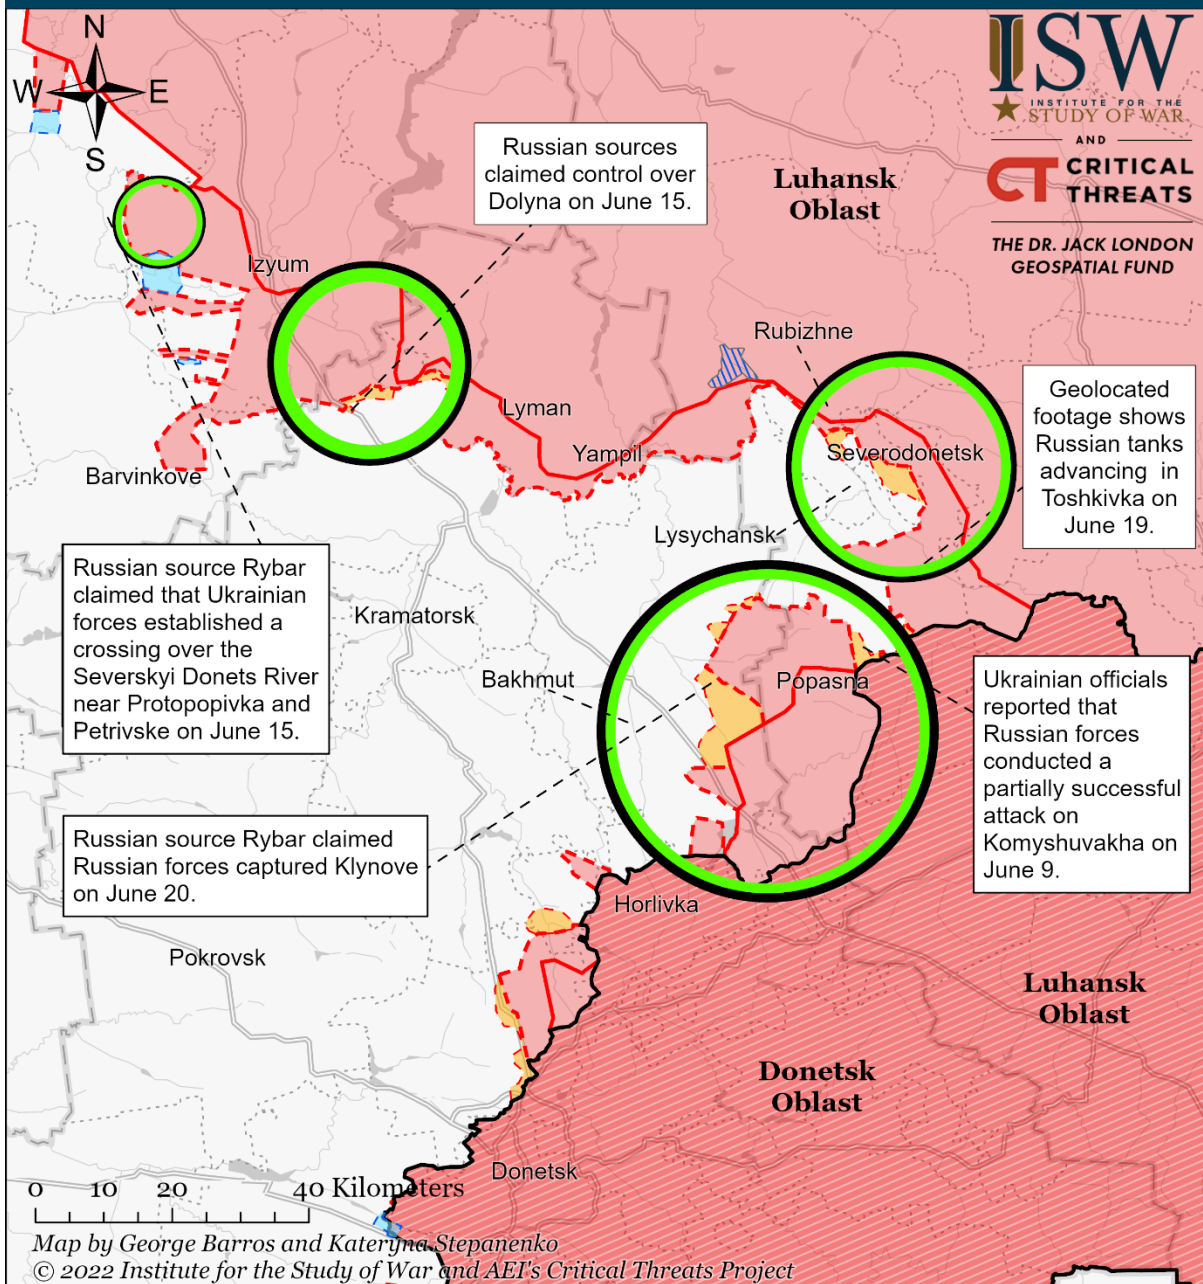 N
W
E
S
ISW
INSTITUTE FOR THE
STUDY OF WAR
AND
CT CRITICAL
THREATS
THE DR. JACK LONDON
GEOSPATIAL FUND
Russian sources
claimed control over
Dolyna on June 15.
Luhansk
Oblast
Izyum
Rubizhne
Geolocated
footage shows
Russian tanks
advancing in
Toshkivka on
June 19.
Lyman
Yampil
Severodonetsk
Barvinkove
Lysychansk
Russian source Rybar
claimed that Ukrainian
forces established a
crossing over the
Severskyi Donets River
near Protopopivka and
Petrivske on June 15.
Kramatorsk
Bakhmut
Popasna
Ukrainian officials
reported that
Russian forces
conducted a
partially successful
attack on
Komyshuvakha on
June 9.
Russian source Rybar claimed
Russian forces captured Klynove
on June 20.
Horlivka
Pokrovsk
Luhansk
Oblast
Donetsk
Oblast
Donetsk
0 10 20 40 Kilometers
Map by George Barros and Kateryna Stepanenko
© 2022 Institute for the Study of War and AEI's Critical Threats Project